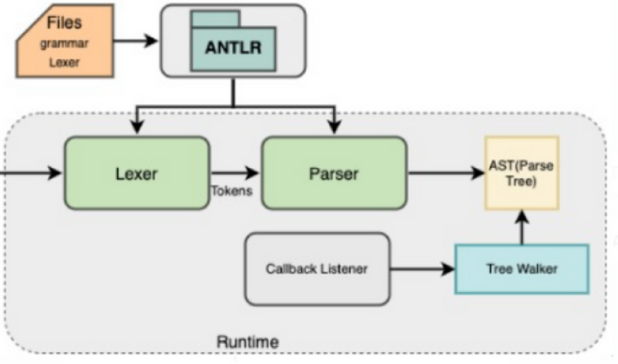 Files
grammar
Lexer
ANTLR
Lexer
Tokens
Parser
AST(Parse
Tree)
Callback Listener
Tree Walker
Runtime